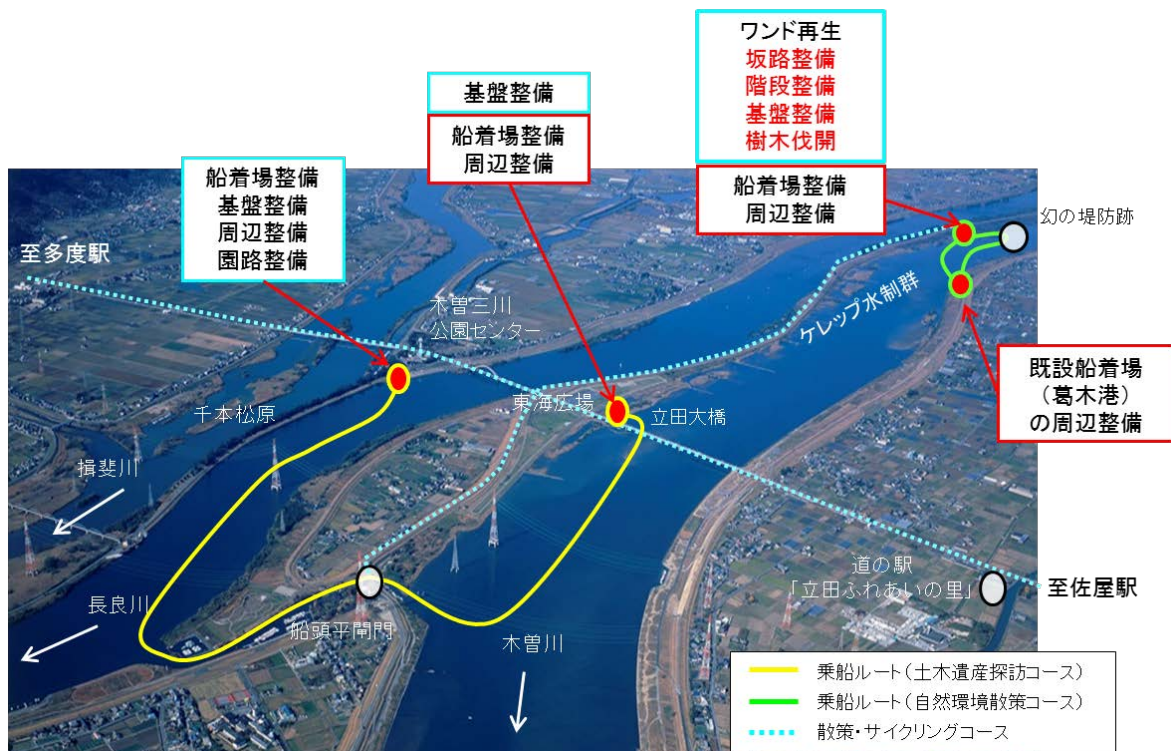 ワンド再生
坂路整備
階段整備
基盤整備
樹木伐開
船着場整備
周辺整備
基盤整備
船着場整備
周辺整備
船着場整備
基盤整備
周辺整備
園路整備
幻の堤防跡
至多度駅
木曽三川
公園センター
ケレップ水制群
既設船着場
(葛木港)
の周辺整備
東海広場
立田大橋
千本松原
揖斐川
道の駅
「立田ふれあいの里」
至佐屋駅
長良川
船頭平閘門
木曽川
乗船ルート(土木遺産探訪コース)
乗船ルート(自然環境散策コース)
散策・サイクリングコース